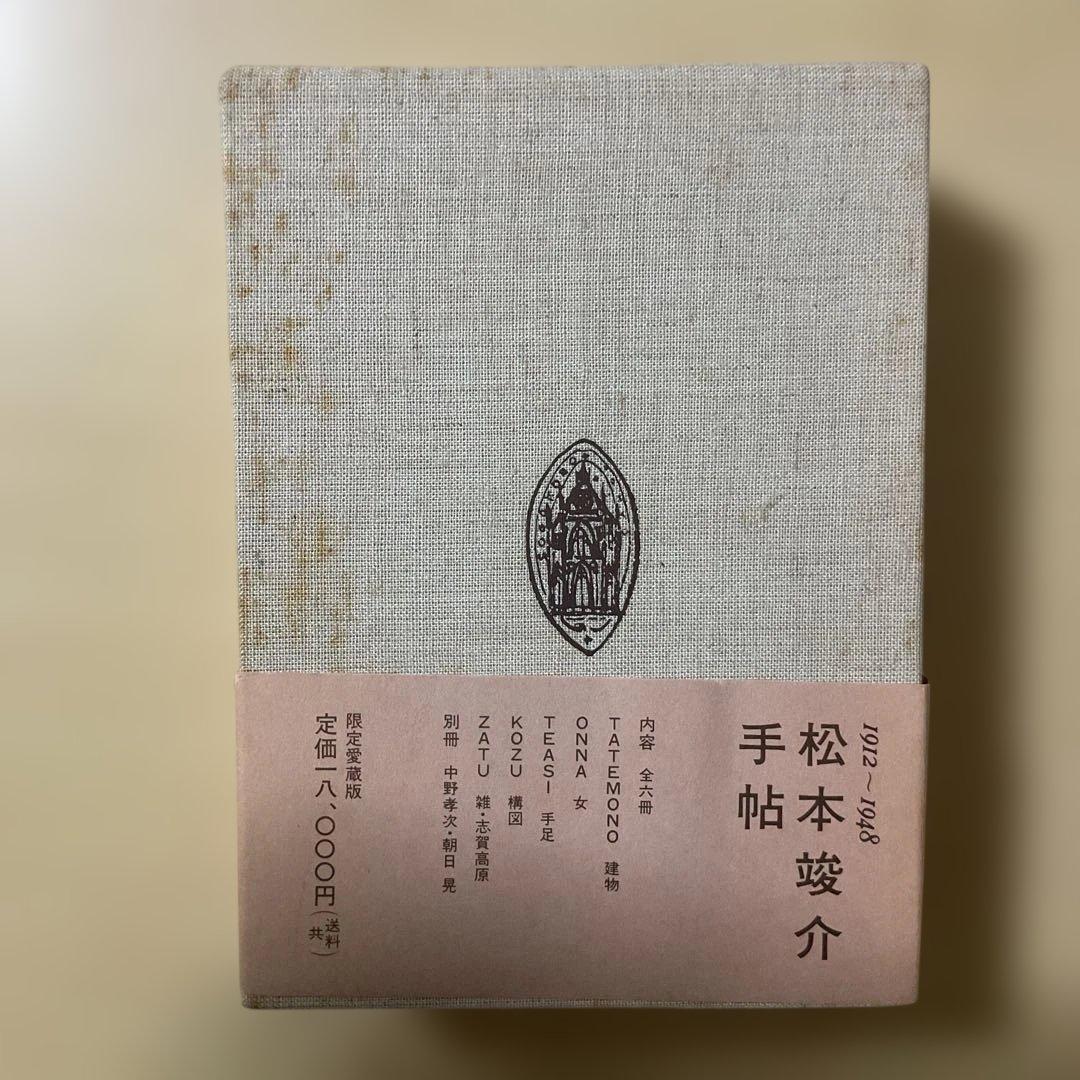 1912〜1948
松本竣介
手帖
内容 全六冊
TATEMONO 建物
ONNA 女
TEASI 手足
KOZU 構図
ZATU 雑・志賀高原
別冊 中野孝次・朝日 晃
限定愛蔵版
定価一八、〇〇〇円(送料共)